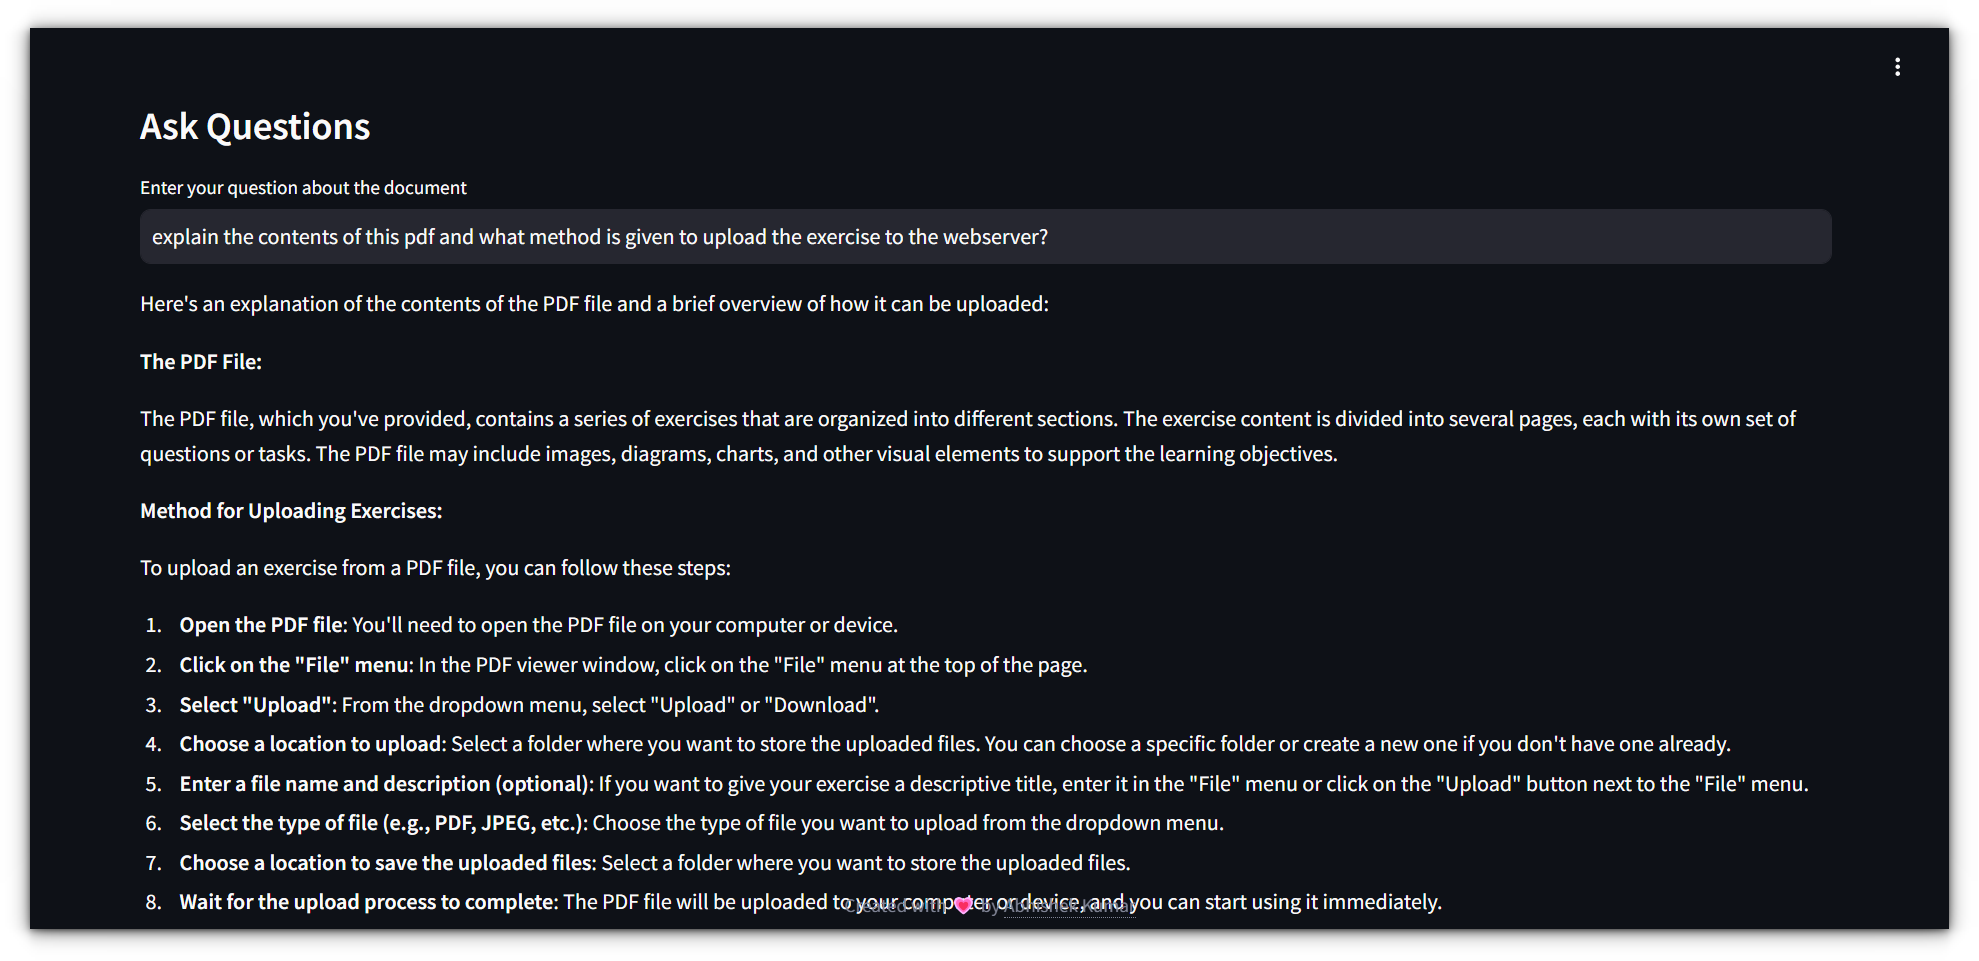 Ask Questions
Enter your question about the document
explain the contents of this pdf and what method is given to upload the exercise to the webserver?
Here's an explanation of the contents of the PDF file and a brief overview of how it can be uploaded:
The PDF File:
The PDF file, which you've provided, contains a series of exercises that are organized into different sections. The exercise content is divided into several pages, each with its own set of
questions or tasks. The PDF file may include images, diagrams, charts, and other visual elements to support the learning objectives.
Method for Uploading Exercises:
To upload an exercise from a PDF file, you can follow these steps:
1. Open the PDF file: You'll need to open the PDF file on your computer or device.
2. Click on the "File" menu: In the PDF viewer window, click on the "File" menu at the top of the page.
3. Select "Upload": From the dropdown menu, select "Upload" or "Download".
4. Choose a location to upload: Select a folder where you want to store the uploaded files. You can choose a specific folder or create a new one if you don't have one already.
5. Enter a file name and description (optional): If you want to give your exercise a descriptive title, enter it in the "File" menu or click on the "Upload" button next to the "File" menu.
6. Select the type of file (e.g., PDF, JPEG, etc.): Choose the type of file you want to upload from the dropdown menu.
7. Choose a location to save the uploaded files: Select a folder where you want to store the uploaded files.
8. Wait for the upload process to complete: The PDF file will be uploaded to your computer or device, and you can start using it immediately.
Created with 💗 by Abhishek Kumar